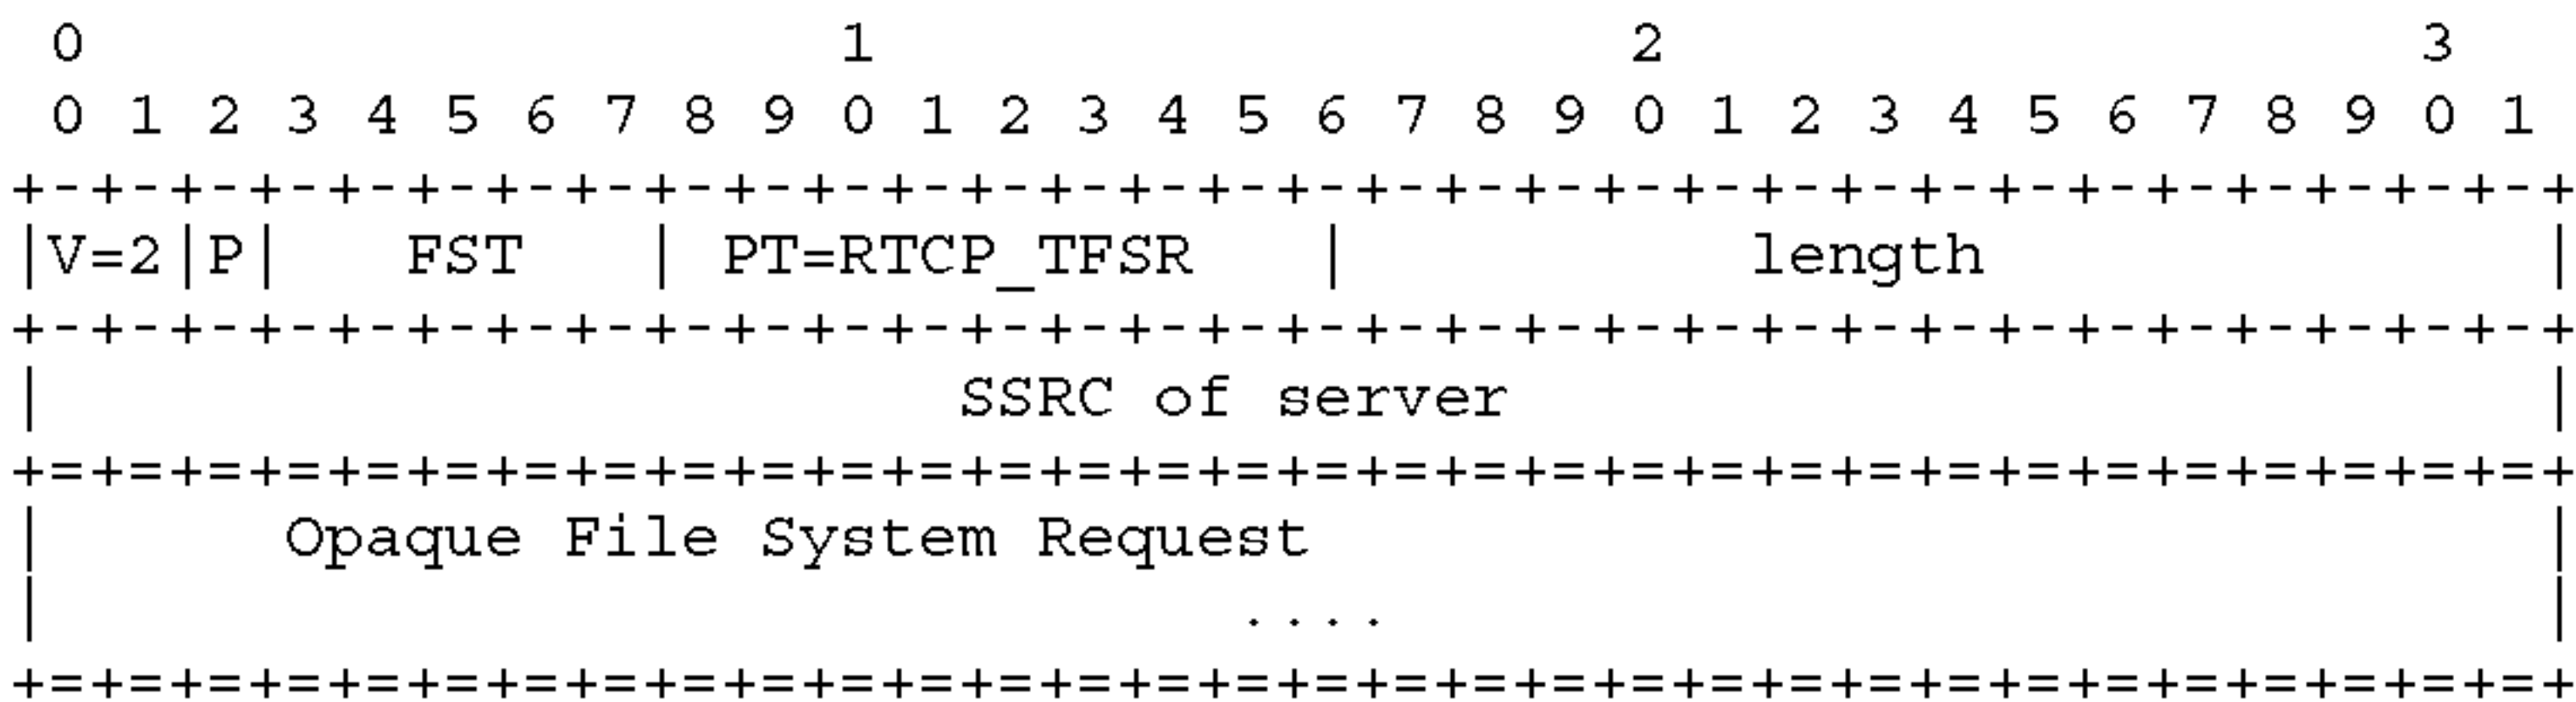 0                   1                   2                   3
 0 1 2 3 4 5 6 7 8 9 0 1 2 3 4 5 6 7 8 9 0 1 2 3 4 5 6 7 8 9 0 1
+-+-+-+-+-+-+-+-+-+-+-+-+-+-+-+-+-+-+-+-+-+-+-+-+-+-+-+-+-+-+-+-+
|V=2|P|   FST   | PT=RTCP_TFSR   |          length              |
+-+-+-+-+-+-+-+-+-+-+-+-+-+-+-+-+-+-+-+-+-+-+-+-+-+-+-+-+-+-+-+-+
|                       SSRC of server                          |
+=+=+=+=+=+=+=+=+=+=+=+=+=+=+=+=+=+=+=+=+=+=+=+=+=+=+=+=+=+=+=+=+
|      Opaque File System Request                               |
|                              ....                             |
+=+=+=+=+=+=+=+=+=+=+=+=+=+=+=+=+=+=+=+=+=+=+=+=+=+=+=+=+=+=+=+=+